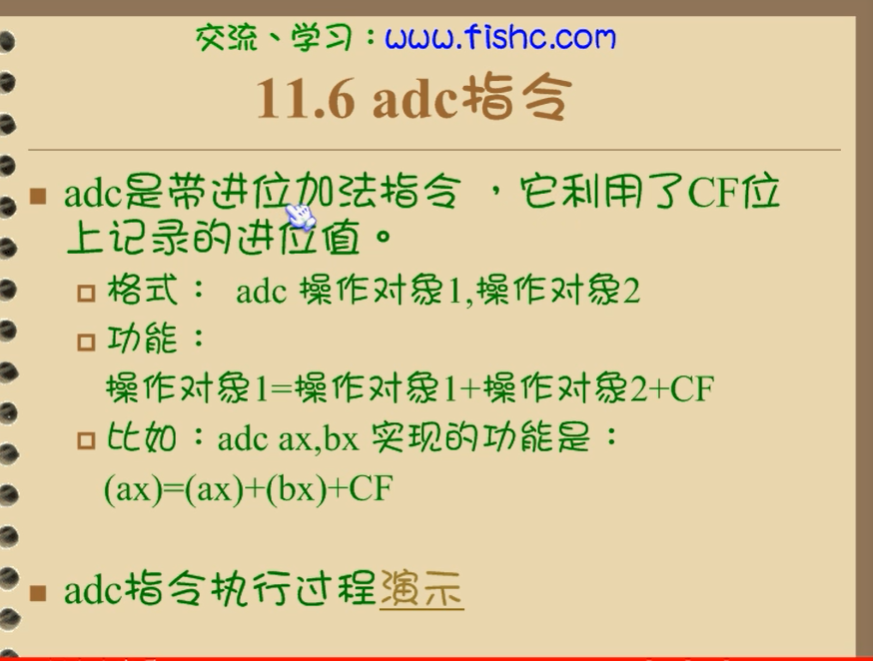 交流、学习：www.fishc.com
11.6 adc指令
adc是带进位加法指令 ，它利用了CF位
上记录的进位值。
格式： adc 操作对象1,操作对象2
功能：
操作对象1=操作对象1+操作对象2+CF
比如：adc ax,bx 实现的功能是：
(ax)=(ax)+(bx)+CF
adc指令执行过程演示